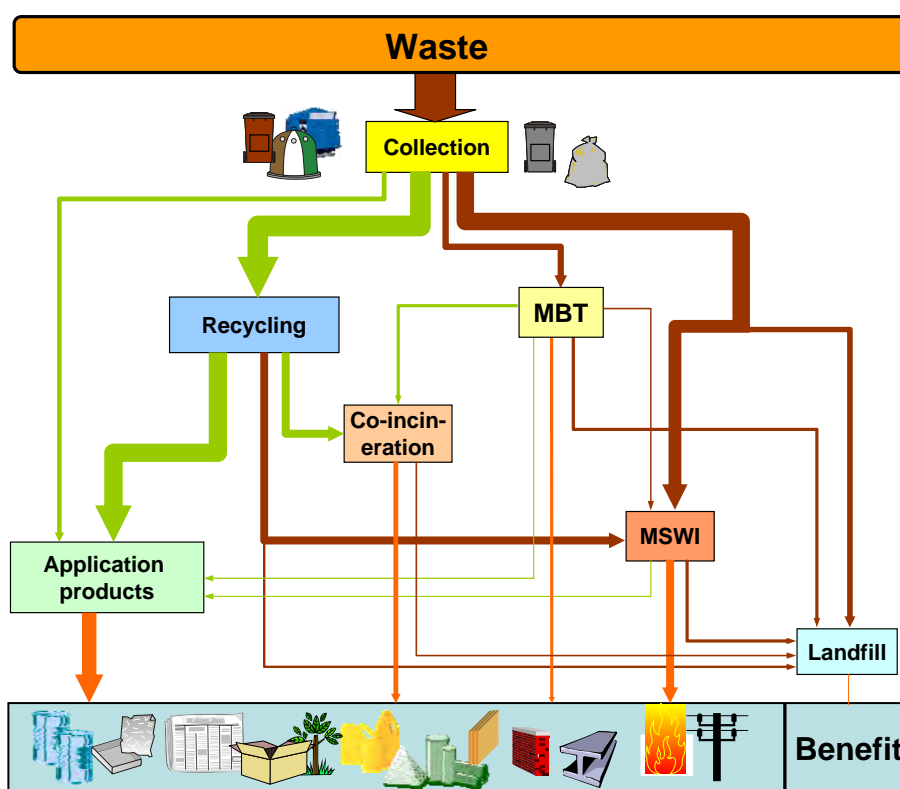 Waste
Collection
Recycling
MBT
Co-incin-
eration
MSWI
Application
products
Landfill
Benefit